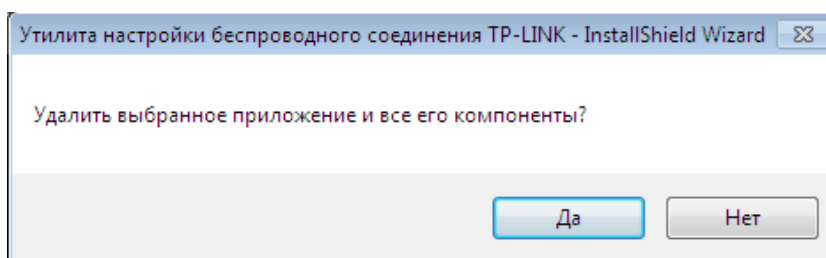 Утилита настройки беспроводного соединения TP-LINK - InstallShield Wizard
Удалить выбранное приложение и все его компоненты?
Да
Нет